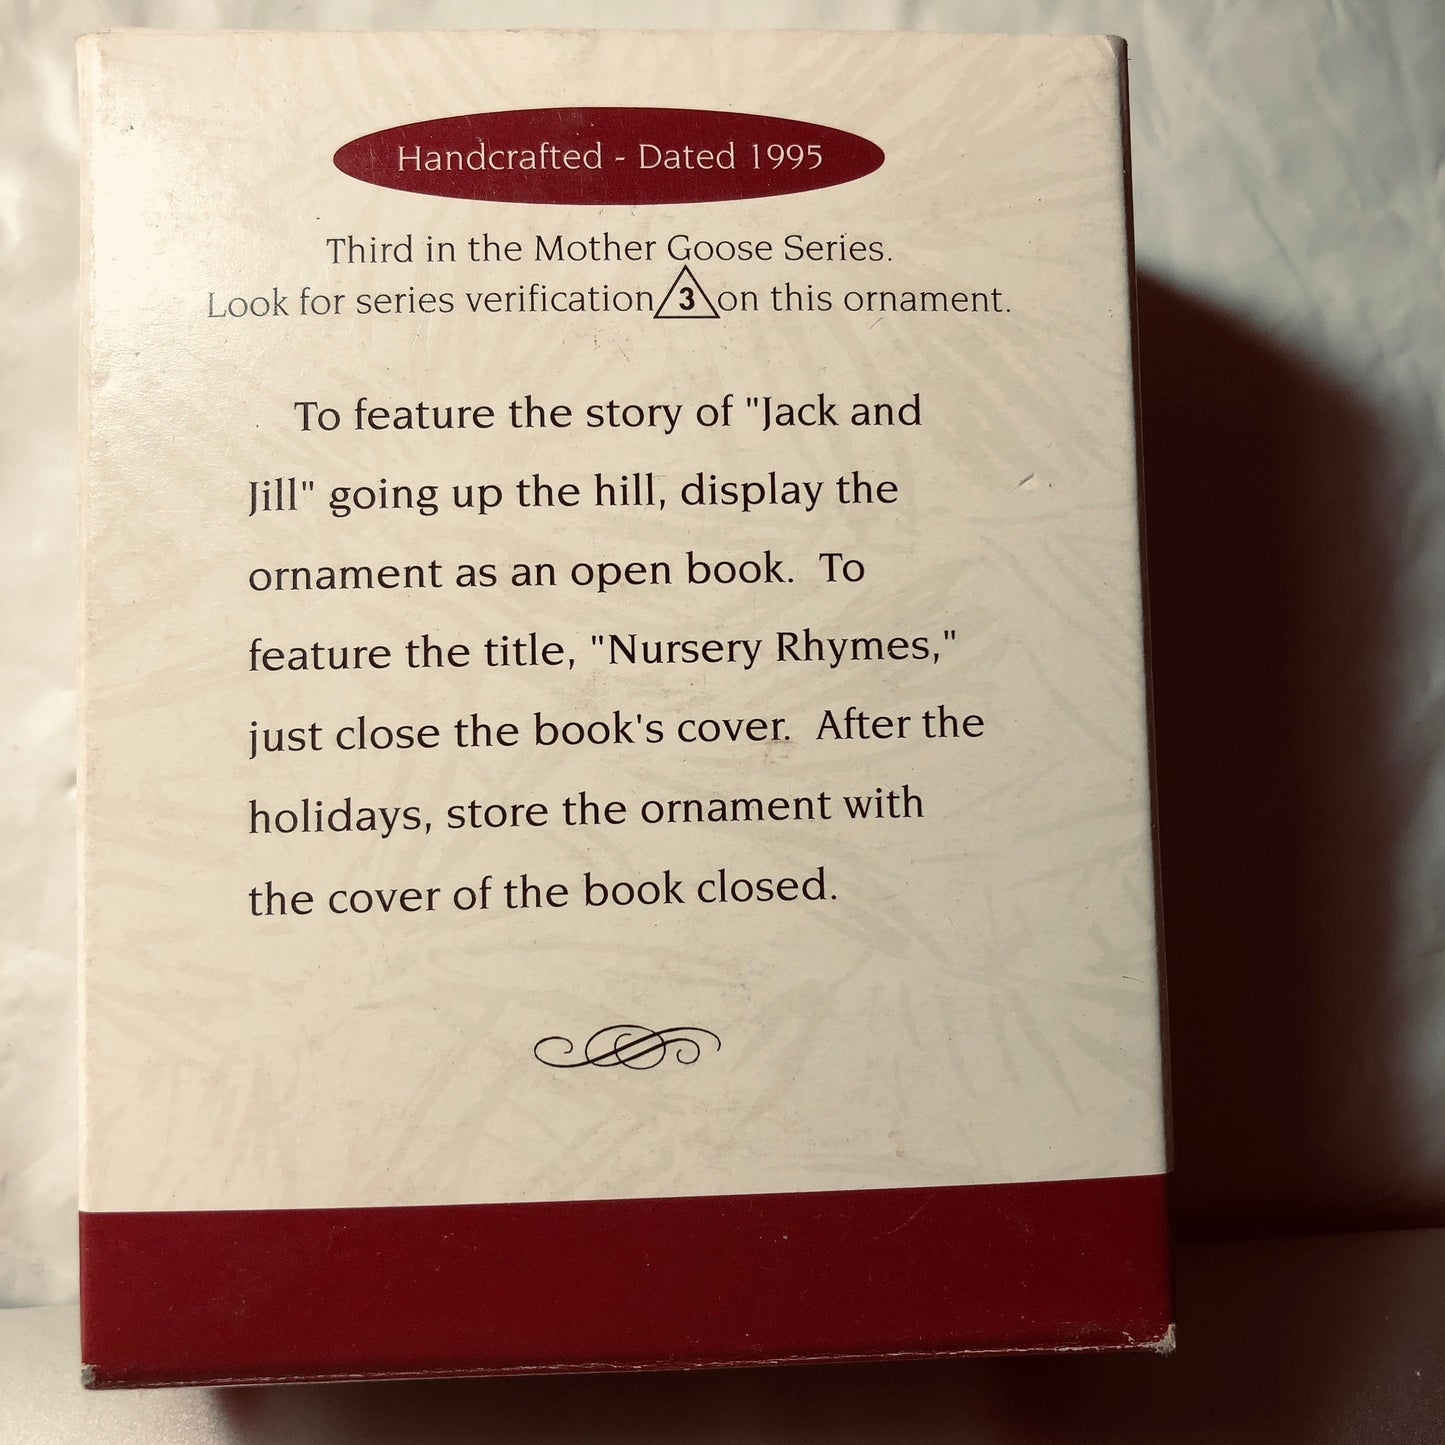 Handcrafted - Dated 1995
Third in the Mother Goose Series.
Look for series verification 3 on this ornament.
To feature the story of "Jack and
Jill" going up the hill, display the
ornament as an open book.  To
feature the title, "Nursery Rhymes,"
just close the book's cover.  After the
holidays, store the ornament with
the cover of the book closed.